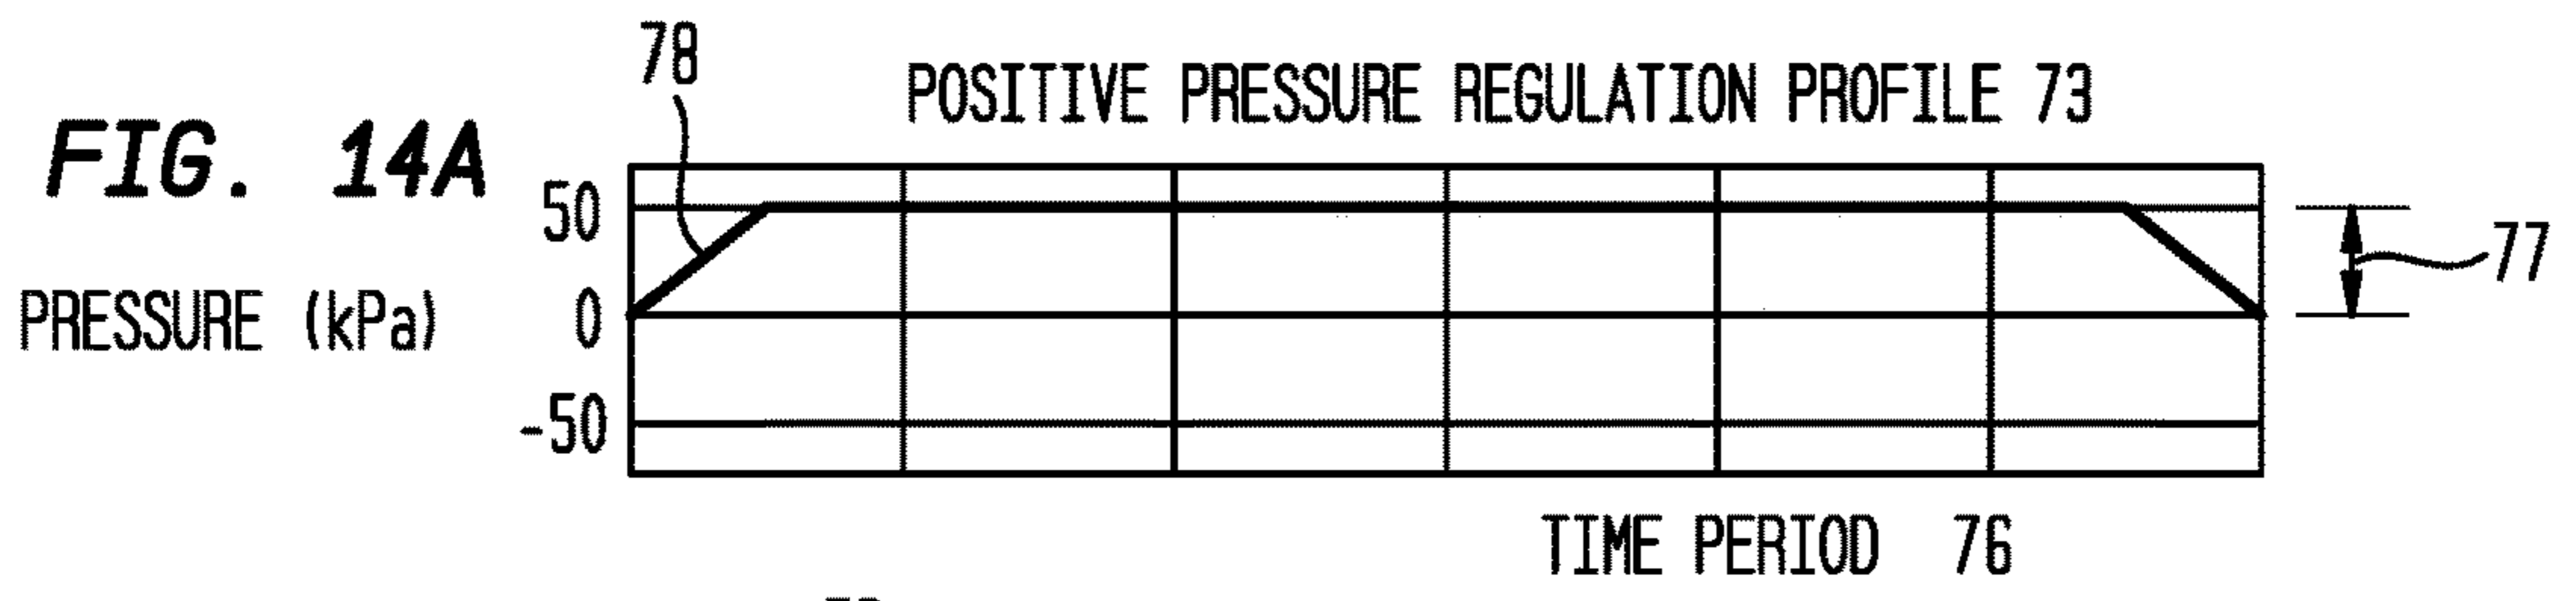 78
POSITIVE PRESSURE REGULATION PROFILE 73
FIG. 14A
50
PRESSURE (kPa)
0
-50
77
TIME PERIOD 76